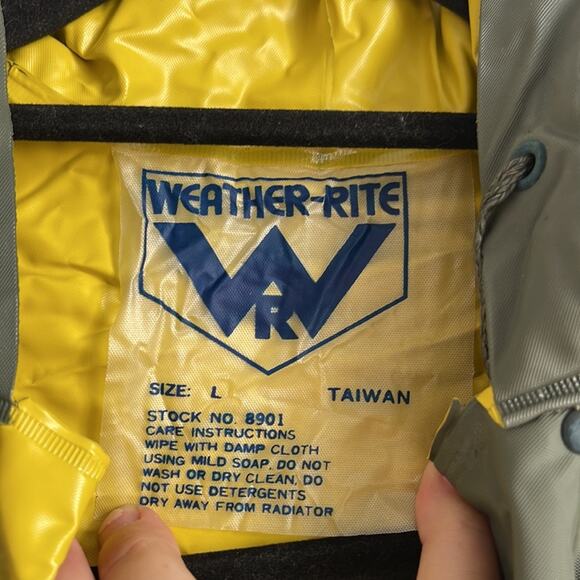 WEATHER-RITE
WR
SIZE: L TAIWAN
STOCK NO. 8901
CARE INSTRUCTIONS
WIPE WITH DAMP CLOTH
USING MILD SOAP, DO NOT
WASH OR DRY CLEAN, DO
NOT USE DETERGENTS
DRY AWAY FROM RADIATOR